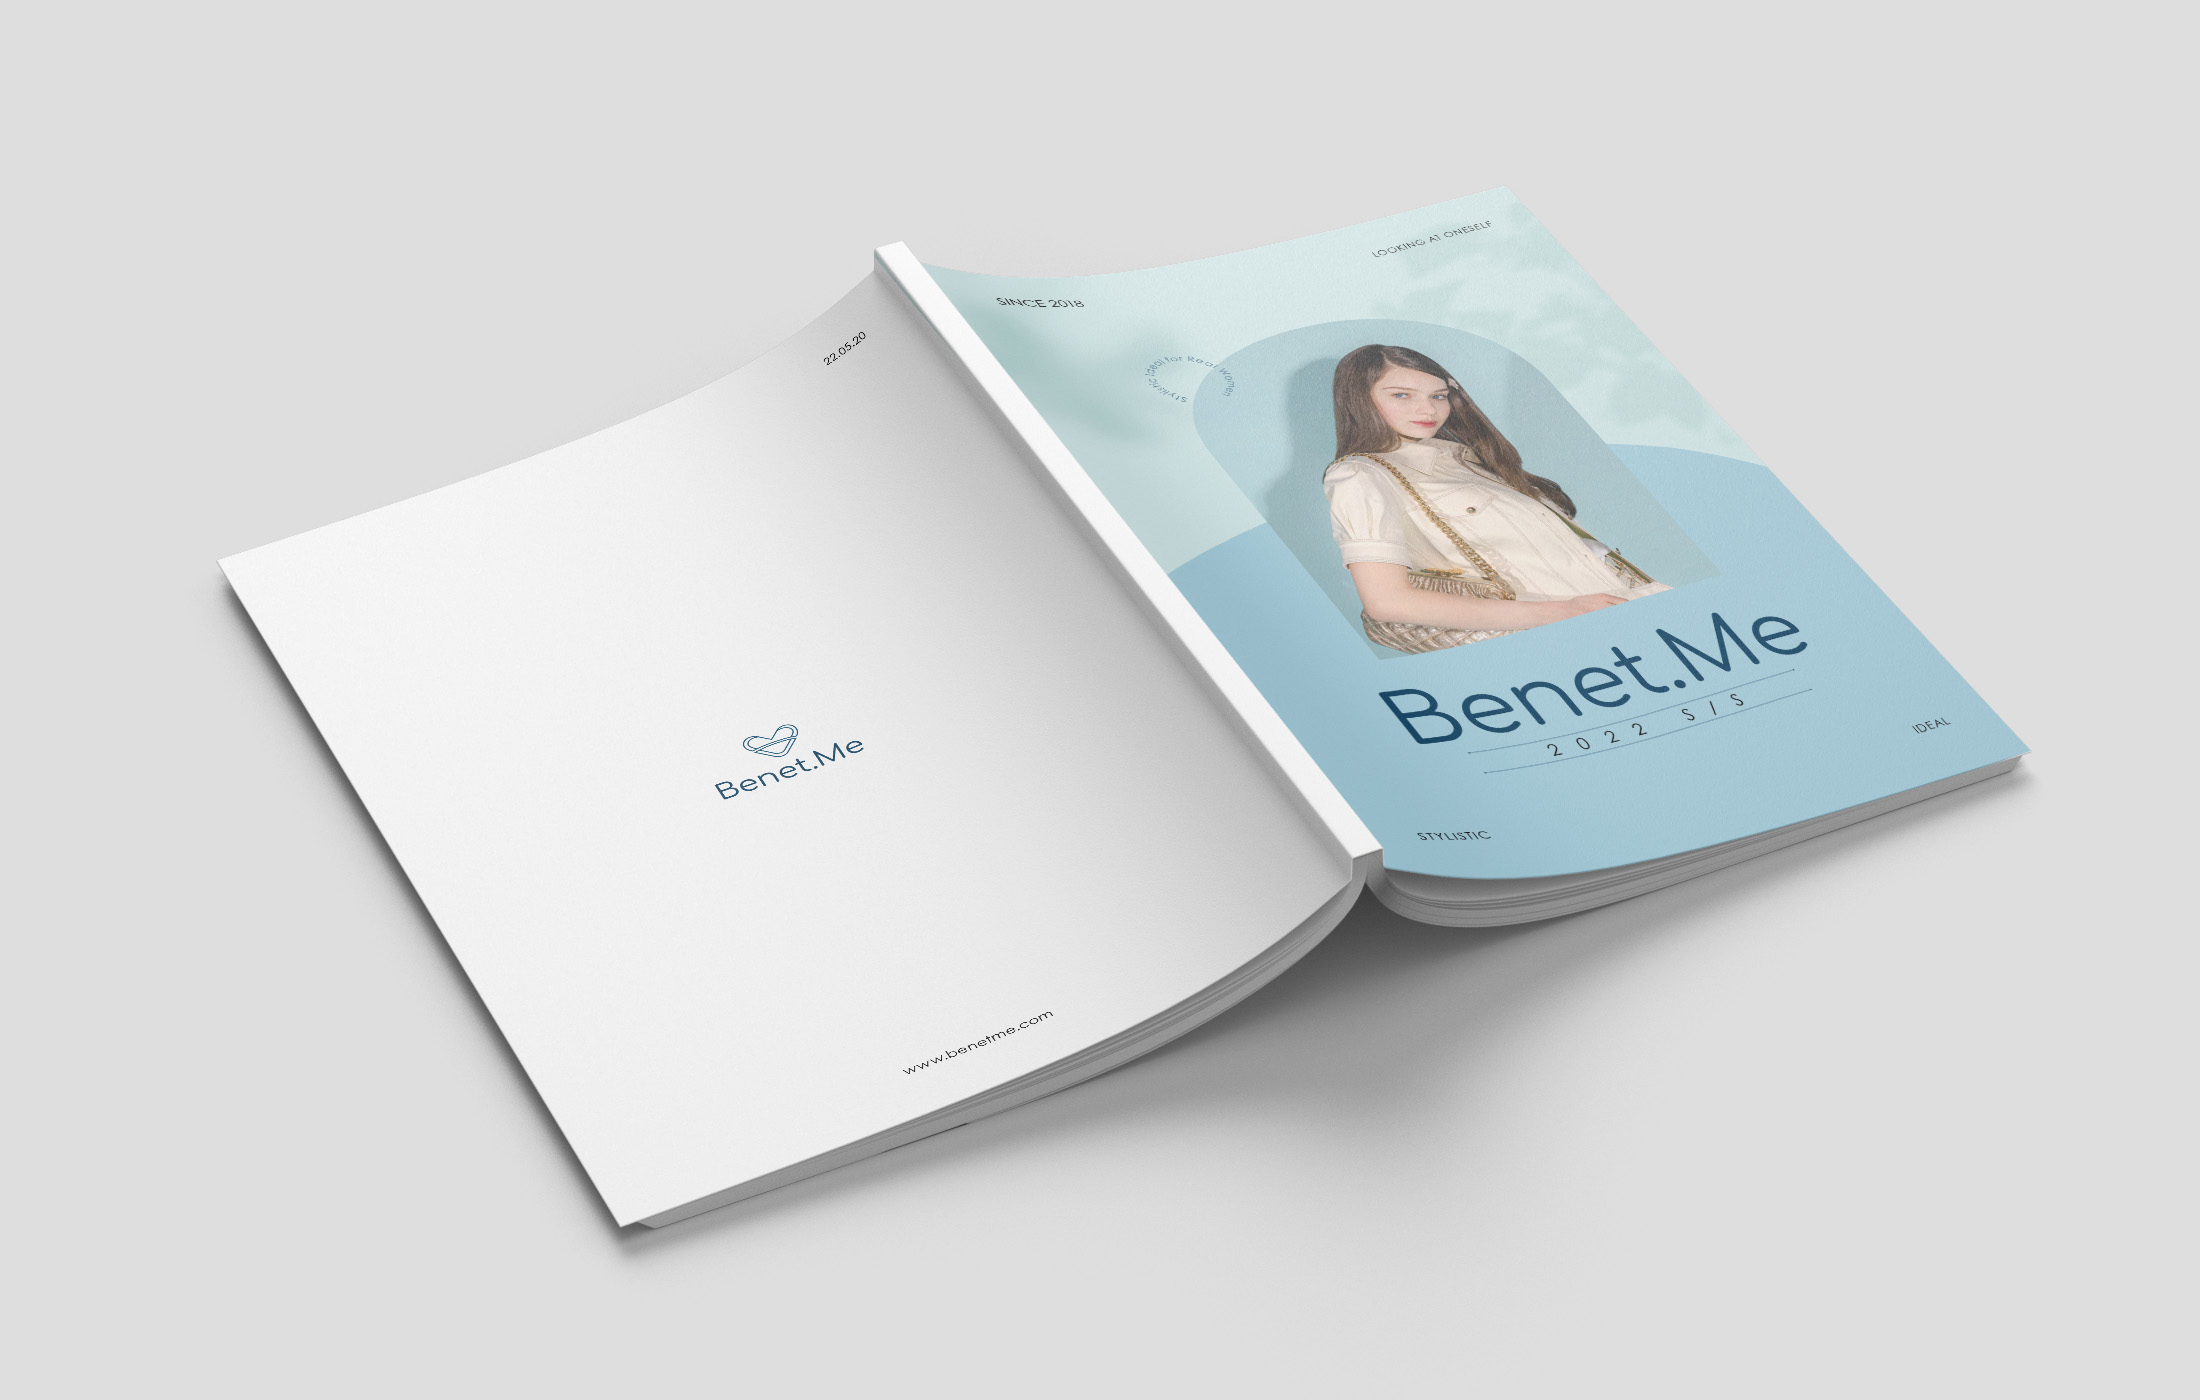 22.05.20
Benet.Me
www.benetme.com
SINCE 2018
LOOKING AT ONESELF
Stylistic Ideal for Real Women
Benet.Me
2022 S/S
STYLISTIC
IDEAL